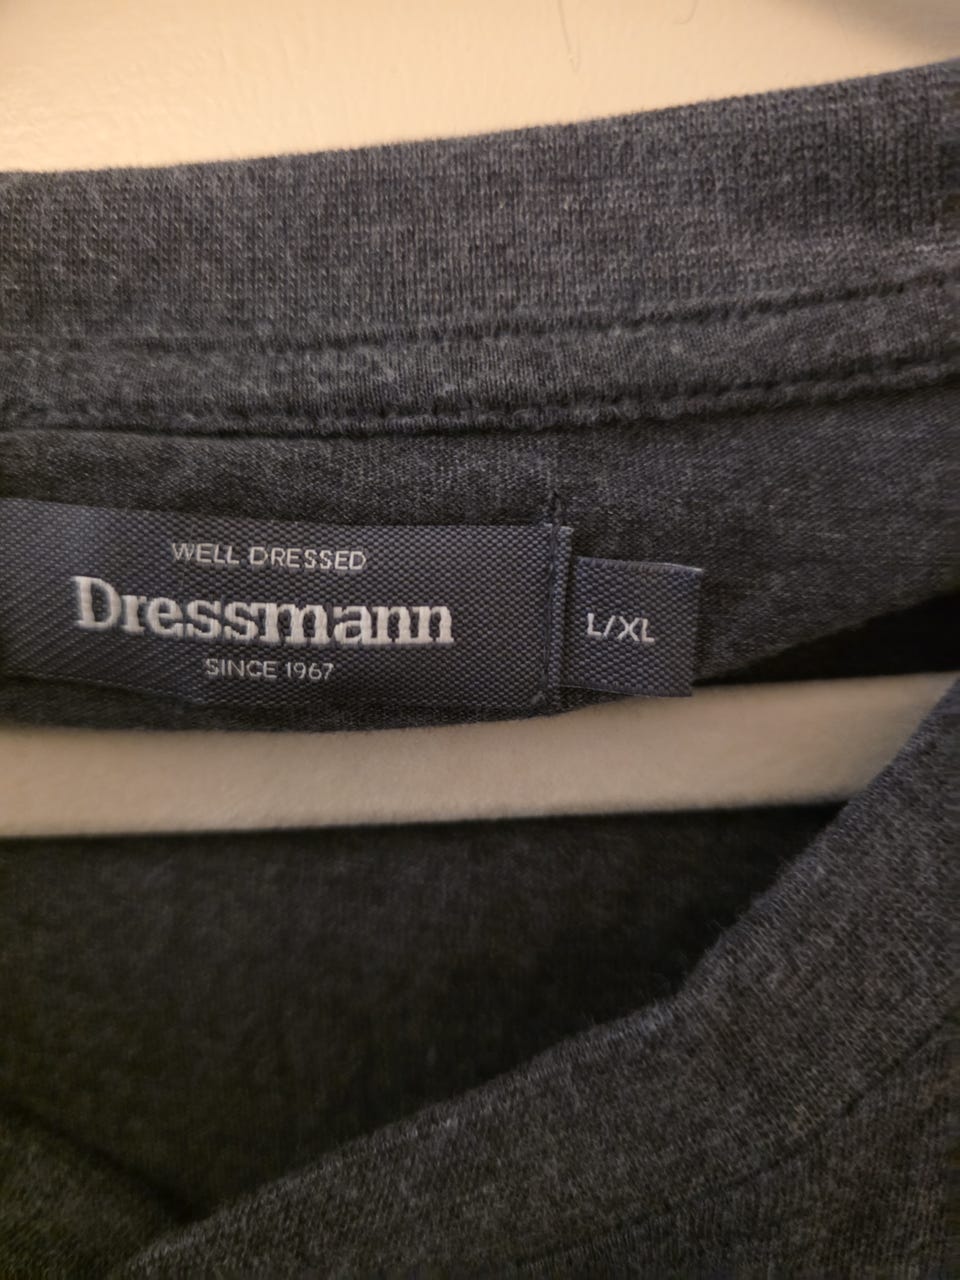 WELL DRESSED
Dressmann
SINCE 1967
L/XL